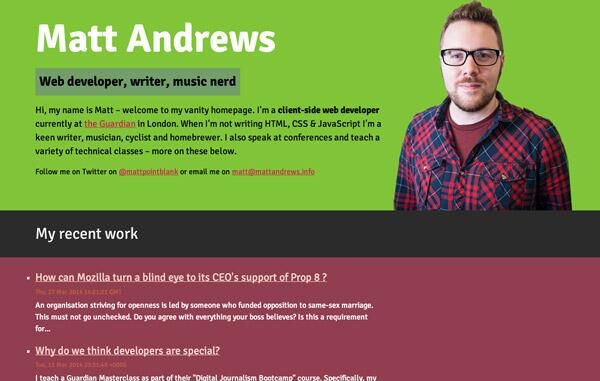 Matt Andrews
Web developer, writer, music nerd
Hi, my name is Matt – welcome to my vanity homepage. I'm a client-side web developer
currently at the Guardian in London. When I'm not writing HTML, CSS & JavaScript I'm a
keen writer, musician, cyclist and homebrewer. I also speak at conferences and teach a
variety of technical classes – more on these below.
Follow me on Twitter on @mattpointblank or email me on matt@mattandrews.info
My recent work
How can Mozilla turn a blind eye to its CEO's support of Prop 8 ?
Thu, 27 Mar 2014 GMT
An organisation striving for openness is led by someone who funded opposition to same-sex marriage.
This must not go unchecked. Do you agree with everything your boss believes? Is this a requirement
for...
Why do we think developers are special?
Tue, Mar 2014 +0000
I teach a Guardian Masterclass as part of their "Digital Journalism Bootcamp" course. Specifically, my